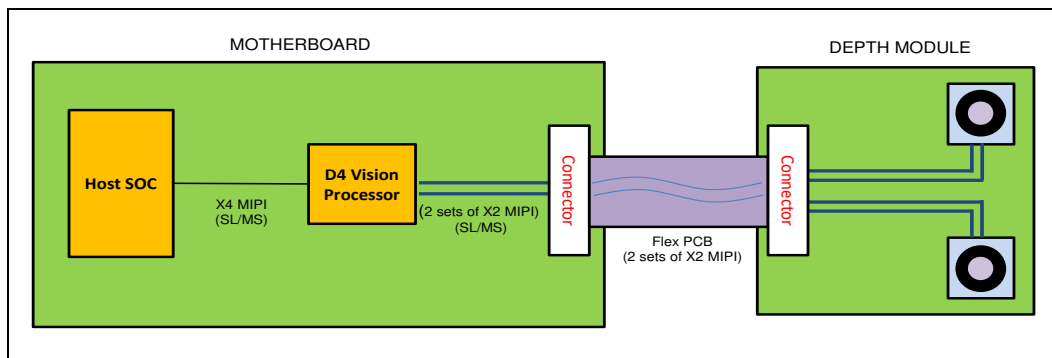 MOTHERBOARD
DEPTH MODULE
Host SOC
X4 MIPI
(SL/MS)
D4 Vision
Processor
(2 sets of X2 MIPI)
(SL/MS)
Connector
Flex PCB
(2 sets of X2 MIPI)
Connector